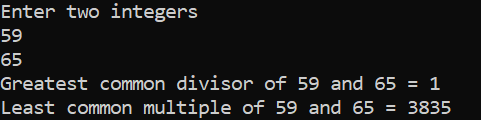 Enter two integers
59
65
Greatest common divisor of 59 and 65 = 1
Least common multiple of 59 and 65 = 3835